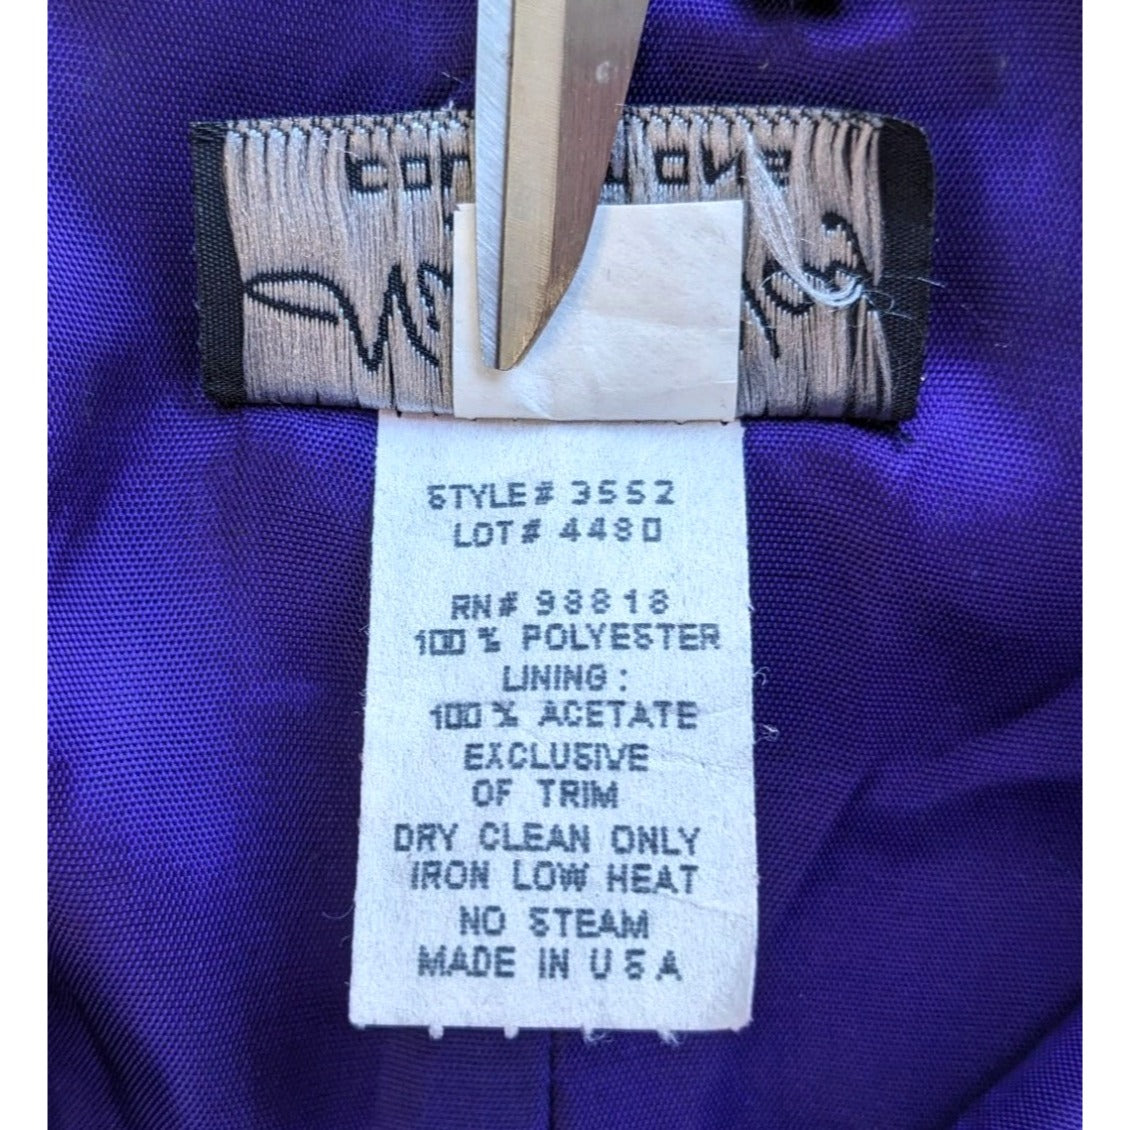 STYLE# 3552
LOT# 4480
RN# 98818
100% POLYESTER
LINING:
100% ACETATE
EXCLUSIVE
OF TRIM
DRY CLEAN ONLY
IRON LOW HEAT
NO STEAM
MADE IN U S A